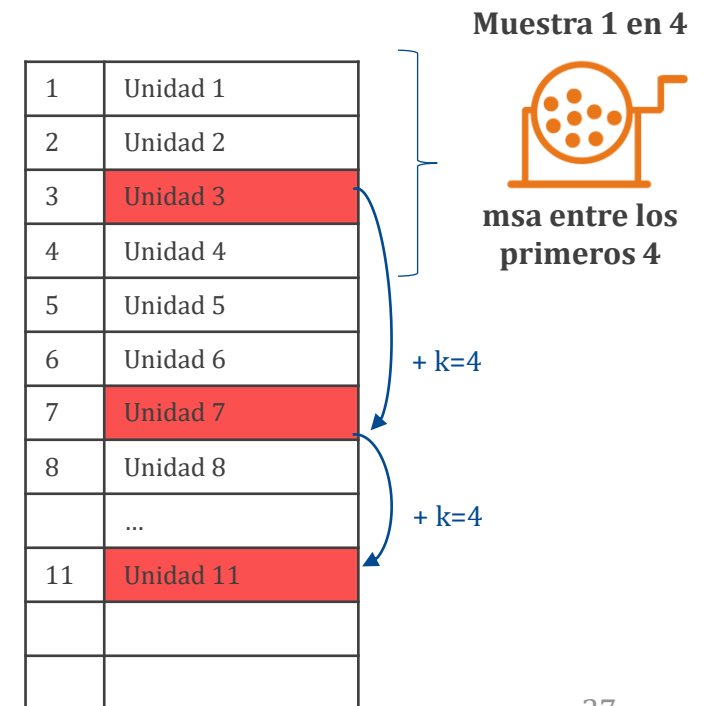 Muestra 1 en 4
msa entre los
primeros 4
1 Unidad 1
2 Unidad 2
3 Unidad 3
4 Unidad 4
5 Unidad 5
6 Unidad 6
+ k=4
7 Unidad 7
8 Unidad 8
...
+ k=4
11 Unidad 11